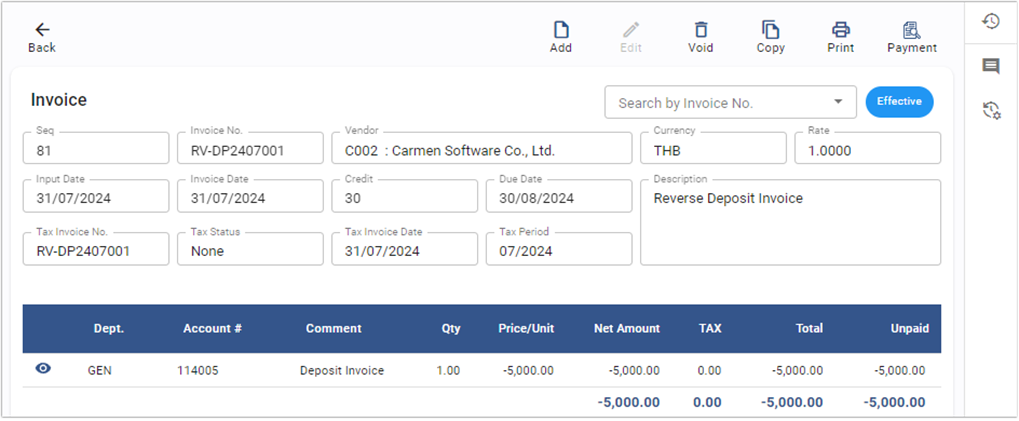 Back
Add Edit Void Copy Print Payment
Invoice
Search by Invoice No.
Effective
Seq Invoice No. Vendor Currency Rate
81 RV-DP2407001 C002 : Carmen Software Co., Ltd. THB 1.0000
Input Date Invoice Date Credit Due Date Description
31/07/2024 31/07/2024 30 30/08/2024 Reverse Deposit Invoice
Tax Invoice No. Tax Status Tax Invoice Date Tax Period
RV-DP2407001 None 31/07/2024 07/2024
Dept. Account # Comment Qty Price/Unit Net Amount TAX Total Unpaid
GEN 114005 Deposit Invoice 1.00 -5,000.00 -5,000.00 0.00 -5,000.00 -5,000.00
-5,000.00 0.00 -5,000.00 -5,000.00